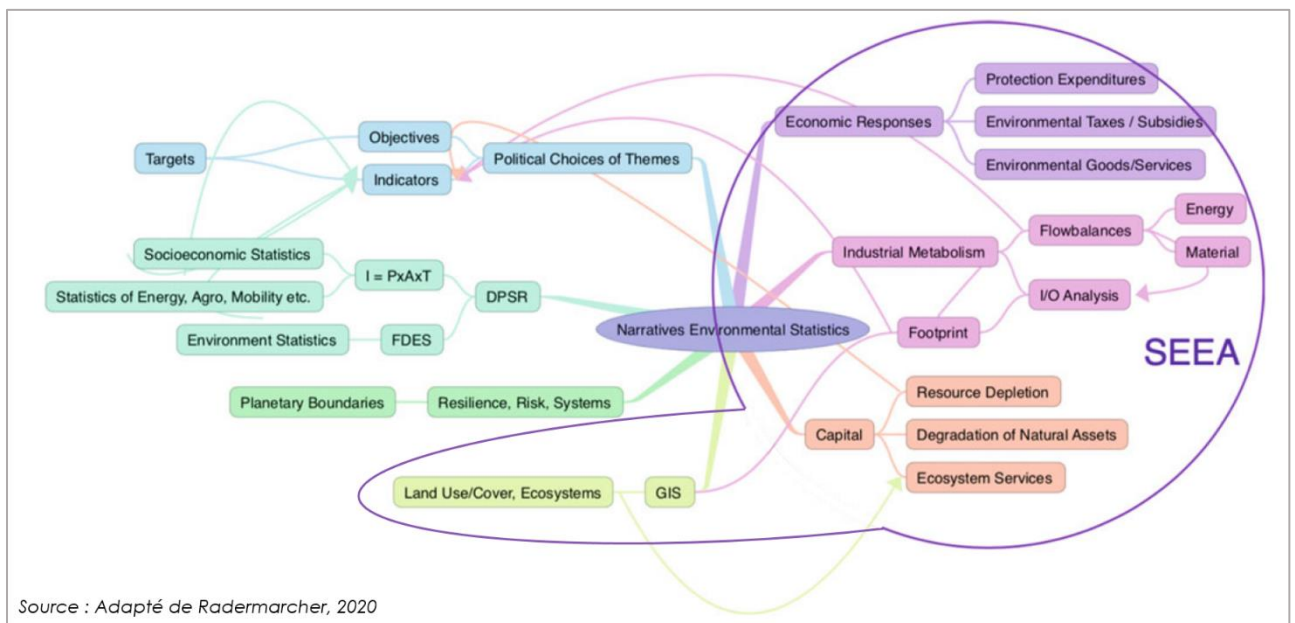 Protection Expenditures
Economic Responses
Environmental Taxes / Subsidies
Environmental Goods/Services
Objectives
Targets
Political Choices of Themes
Indicators
Energy
Flowbalances
Industrial Metabolism
Material
I/O Analysis
Socioeconomic Statistics
I = PxAxT
Statistics of Energy, Agro, Mobility etc.
DPSR
Environment Statistics
FDES
Narratives Environmental Statistics
Footprint
SEEA
Planetary Boundaries
Resilience, Risk, Systems
Resource Depletion
Capital
Degradation of Natural Assets
Ecosystem Services
Land Use/Cover, Ecosystems
GIS
Source : Adapté de Radermarcher, 2020